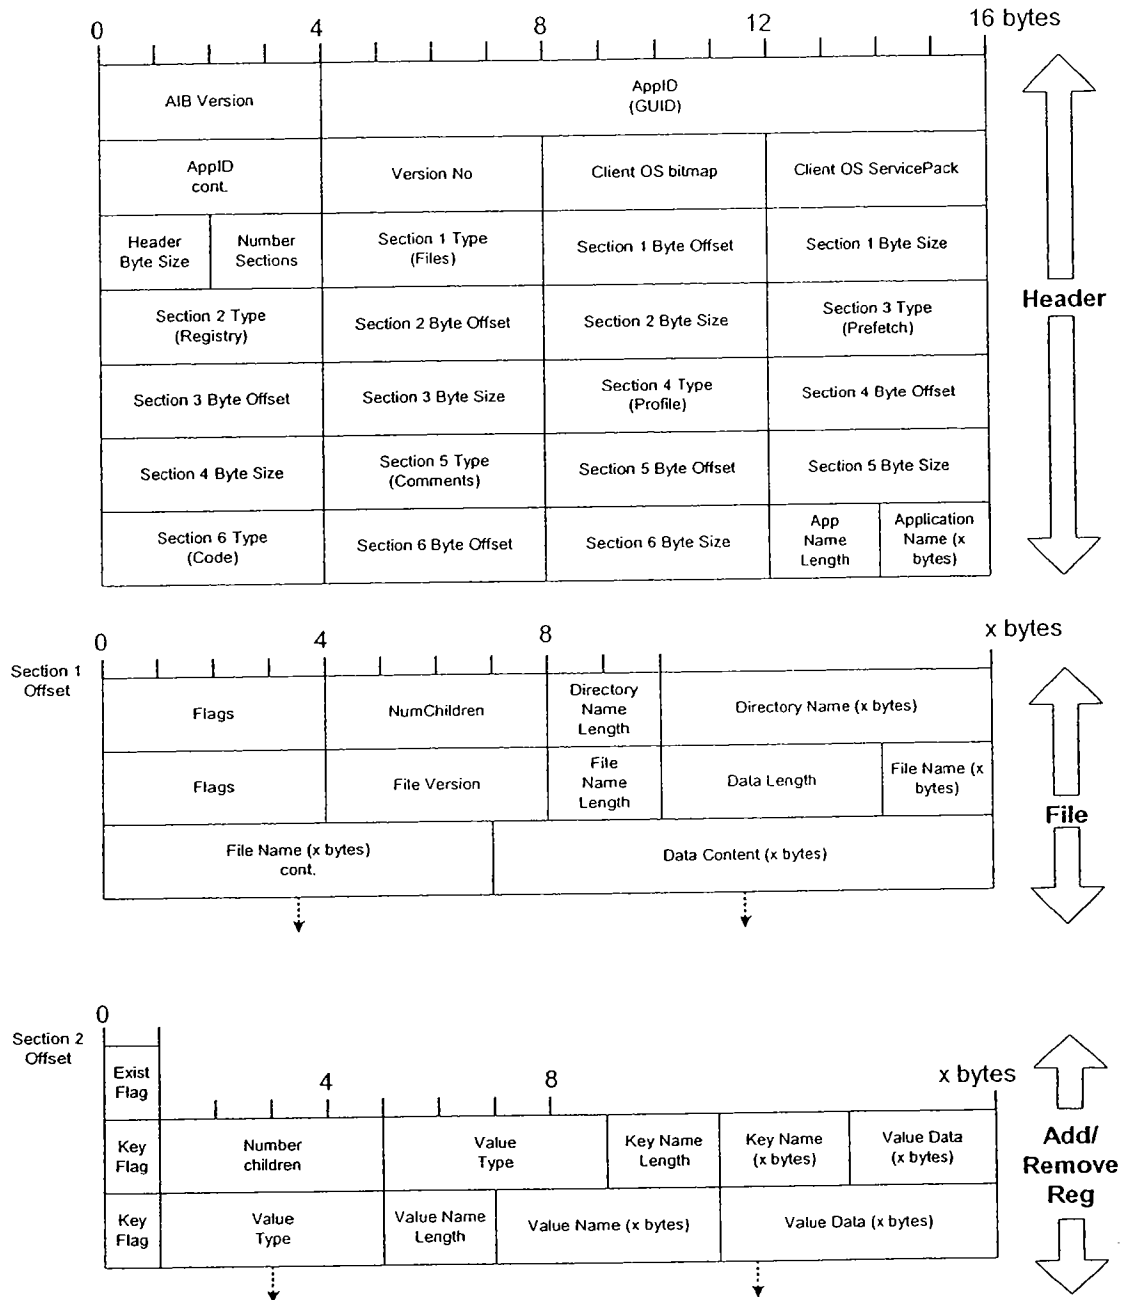 0 4 8 12 16 bytes
AIB Version
AppID
(GUID)
AppID
cont.
Version No
Client OS bitmap
Client OS ServicePack
Header
Byte Size
Number
Sections
Section 1 Type
(Files)
Section 1 Byte Offset
Section 1 Byte Size
Section 2 Type
(Registry)
Section 2 Byte Offset
Section 2 Byte Size
Section 3 Type
(Prefetch)
Header
Section 3 Byte Offset
Section 3 Byte Size
Section 4 Type
(Profile)
Section 4 Byte Offset
Section 4 Byte Size
Section 5 Type
(Comments)
Section 5 Byte Offset
Section 5 Byte Size
Section 6 Type
(Code)
Section 6 Byte Offset
Section 6 Byte Size
App
Name
Length
Application
Name (x
bytes)
0 4 8 x bytes
Section 1
Offset
Flags
NumChildren
Directory
Name
Length
Directory Name (x bytes)
Flags
File Version
File
Name
Length
Data Length
File Name (x
bytes)
File
File Name (x bytes)
cont.
Data Content (x bytes)
0
Section 2
Offset
Exist
Flag
4 8 x bytes
Key
Flag
Number
children
Value
Type
Key Name
Length
Key Name
(x bytes)
Value Data
(x bytes)
Add/
Remove
Reg
Key
Flag
Value
Type
Value Name
Length
Value Name (x bytes)
Value Data (x bytes)